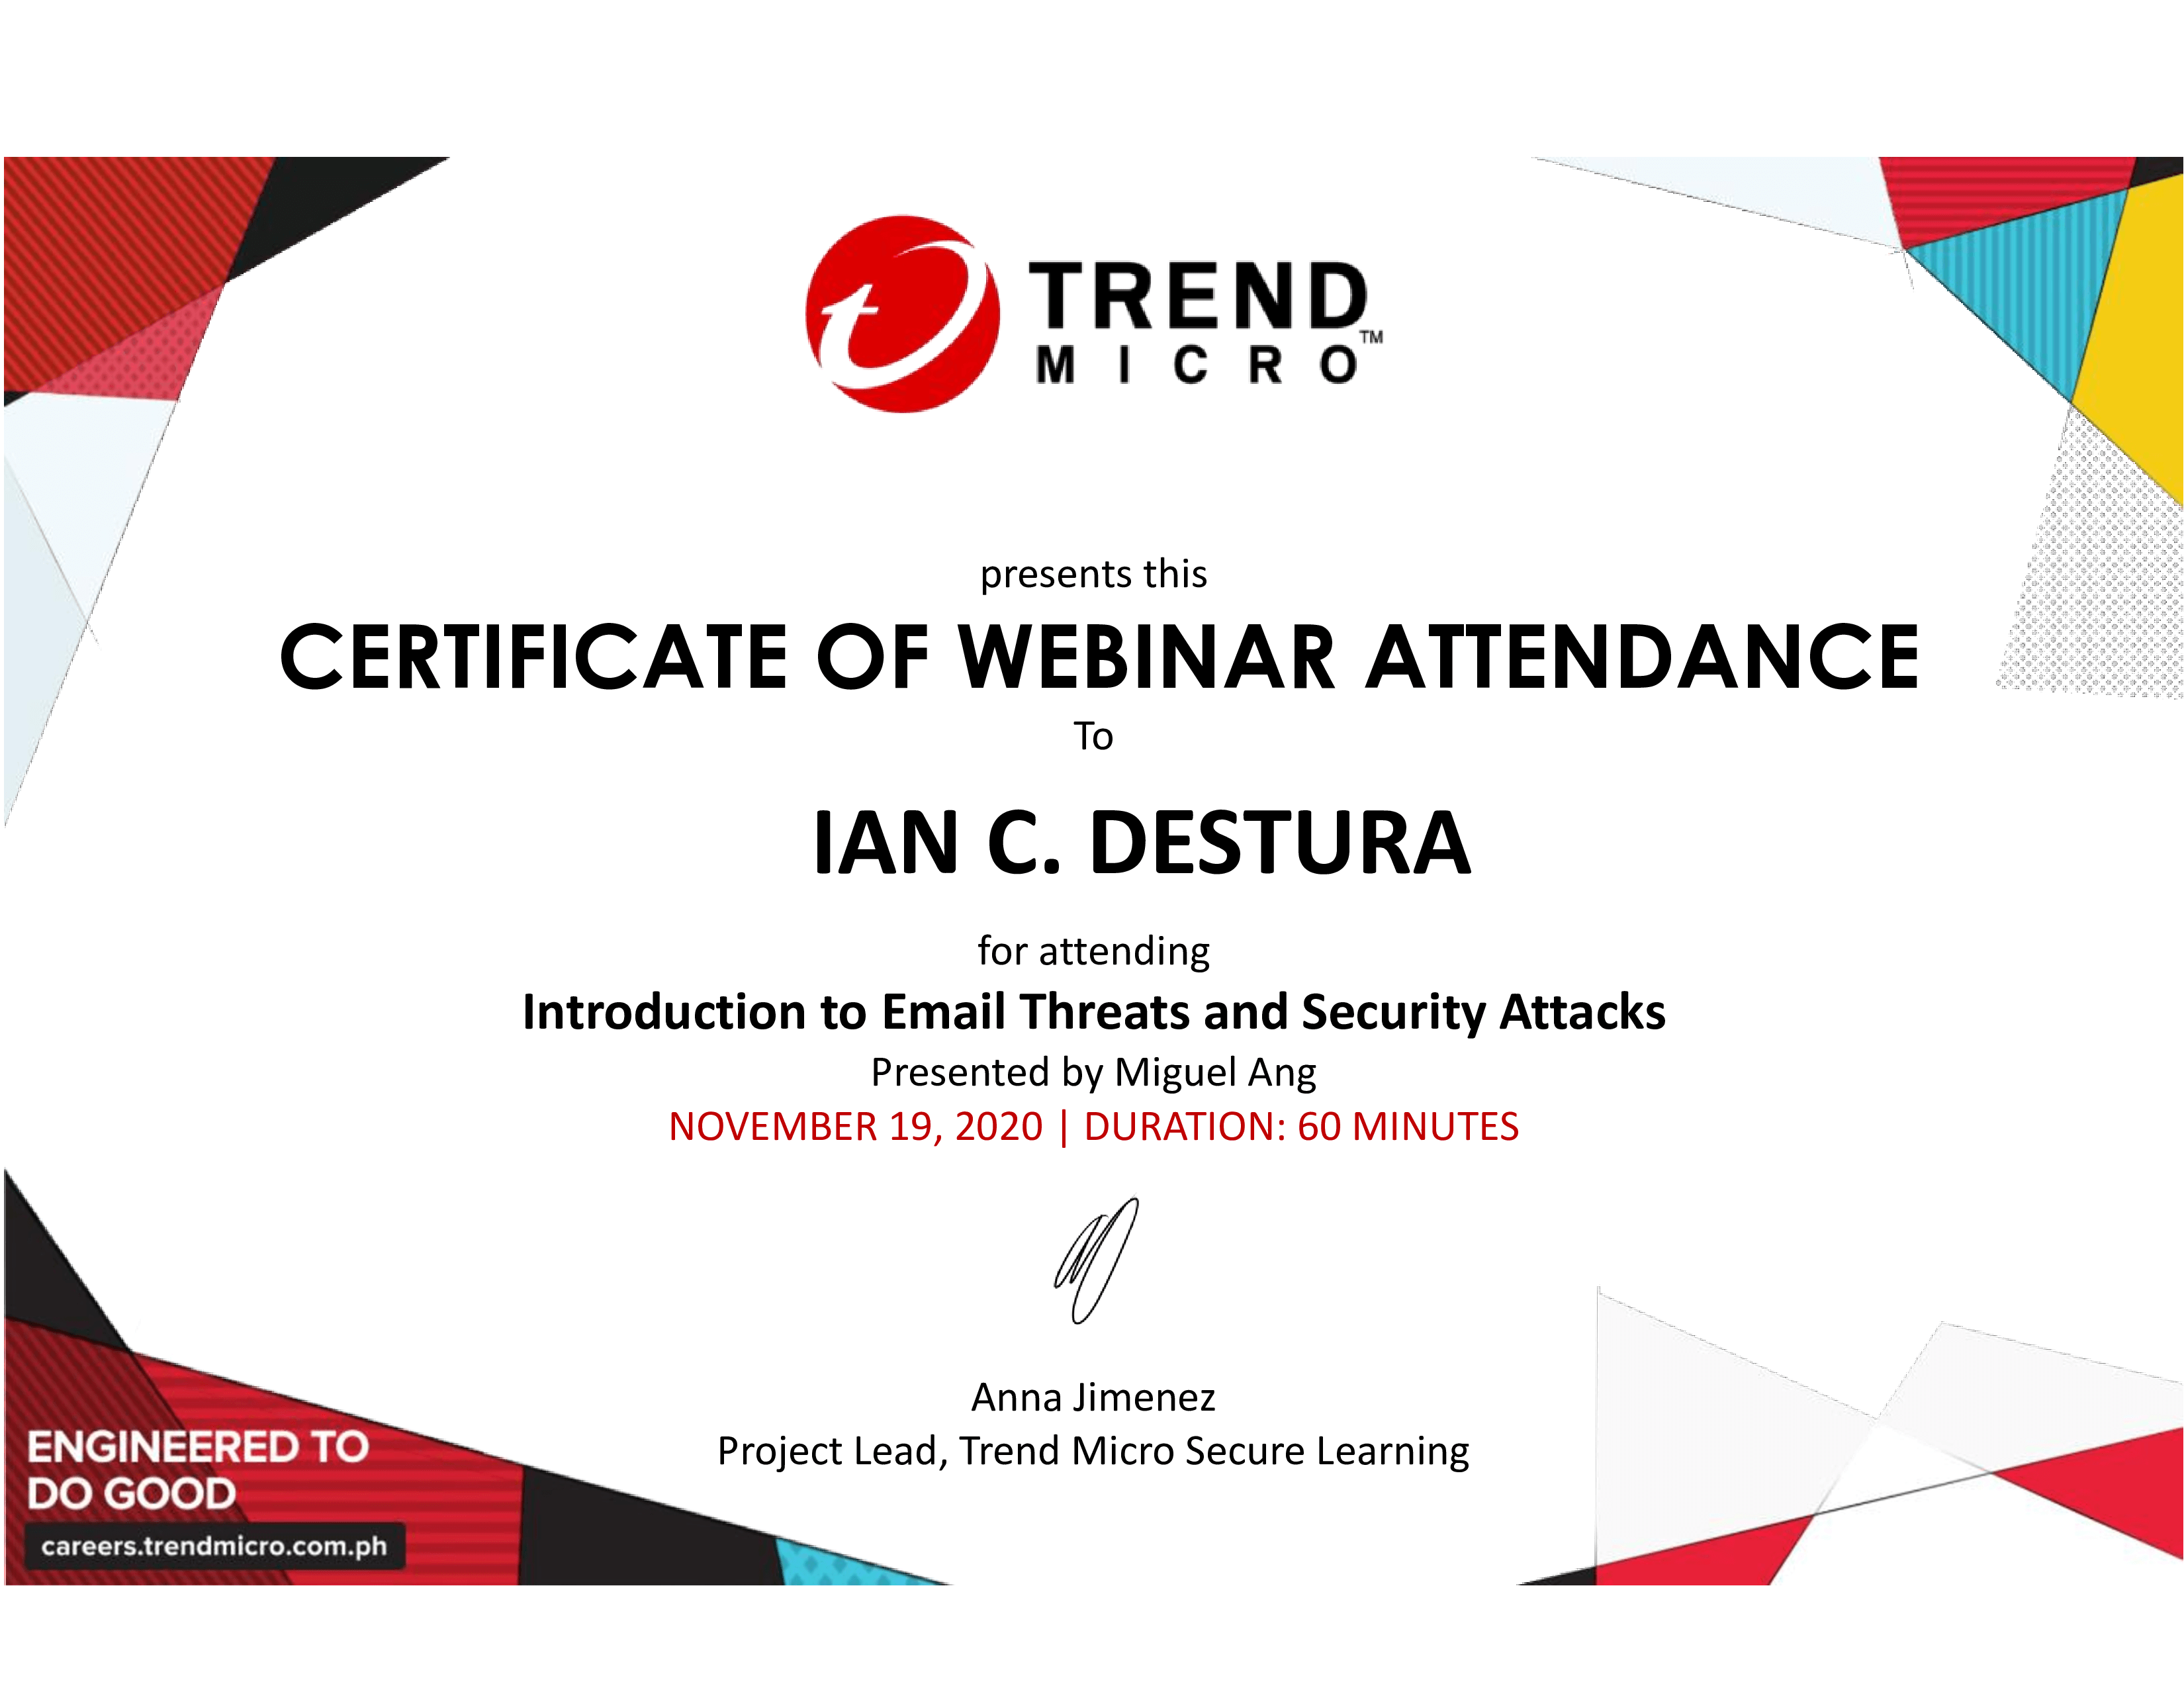 TREND
MICRO™
presents this
CERTIFICATE OF WEBINAR ATTENDANCE
To
IAN C. DESTURA
for attending
Introduction to Email Threats and Security Attacks
Presented by Miguel Ang
NOVEMBER 19, 2020 | DURATION: 60 MINUTES
Anna Jimenez
Project Lead, Trend Micro Secure Learning
ENGINEERED TO
DO GOOD
careers.trendmicro.com.ph